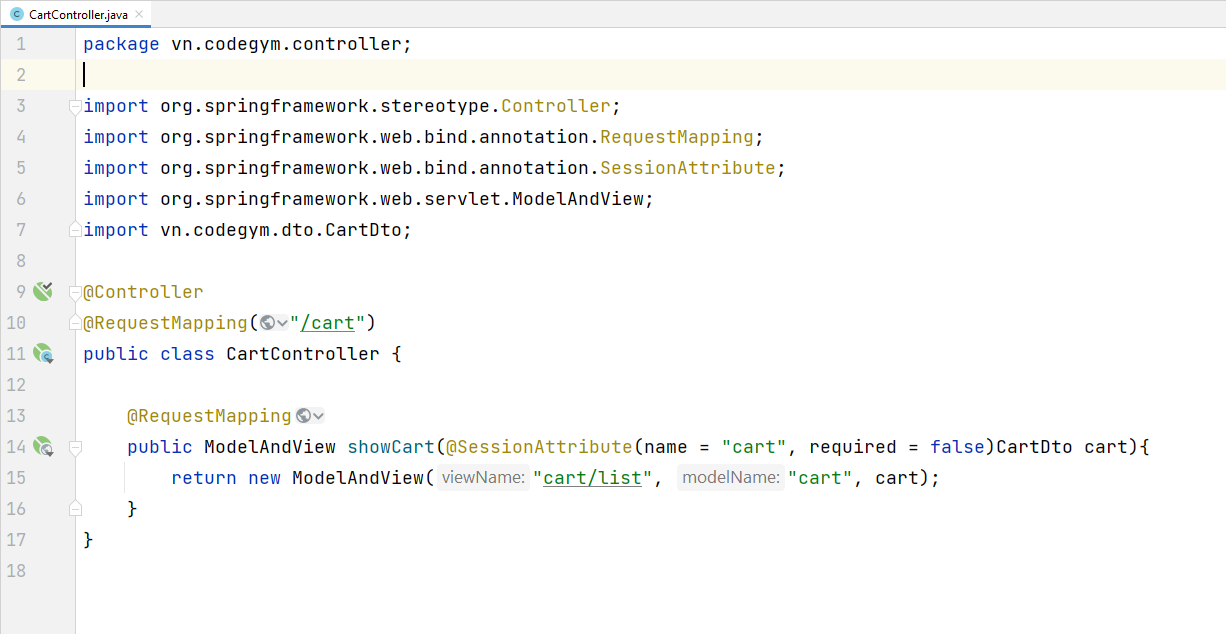 CartController.java
1 package vn.codegym.controller;
2
3 import org.springframework.stereotype.Controller;
4 import org.springframework.web.bind.annotation.RequestMapping;
5 import org.springframework.web.bind.annotation.SessionAttribute;
6 import org.springframework.web.servlet.ModelAndView;
7 import vn.codegym.dto.CartDto;
8
9 @Controller
10 @RequestMapping("/cart")
11 public class CartController {
12
13     @RequestMapping
14     public ModelAndView showCart(@SessionAttribute(name = "cart", required = false)CartDto cart){
15         return new ModelAndView( viewName: "cart/list", modelName: "cart", cart);
16     }
17 }
18